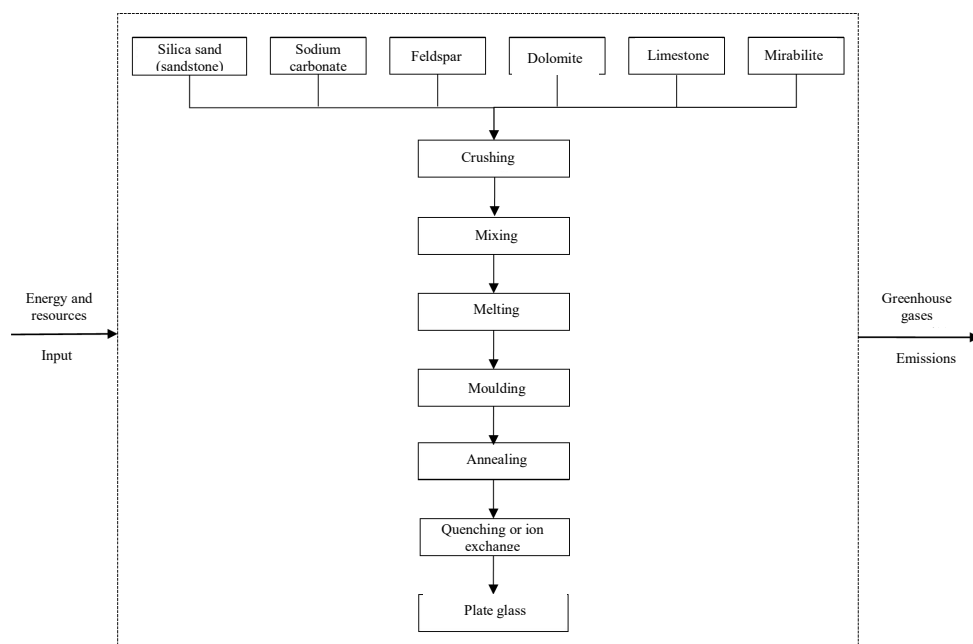 Silica sand
(sandstone)
Sodium
carbonate
Feldspar
Dolomite
Limestone
Mirabilite
Crushing
Mixing
Energy and
resources
Input
Melting
Greenhouse
gases
Emissions
Moulding
Annealing
Quenching or ion
exchange
Plate glass